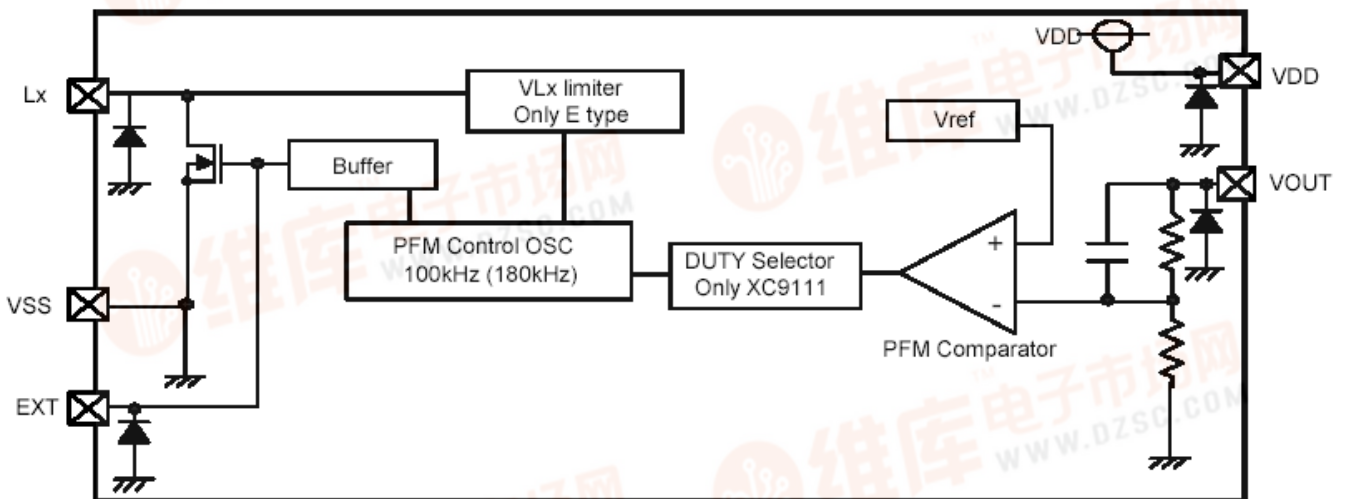 VDD
Lx
VLx limiter
Only E type
VDD
Vref
Buffer
VOUT
PFM Control OSC
100kHz (180kHz)
DUTY Selector
Only XC9111
+
-
VSS
PFM Comparator
EXT
维库电子市场网
WWW.DZSC.COM
TM